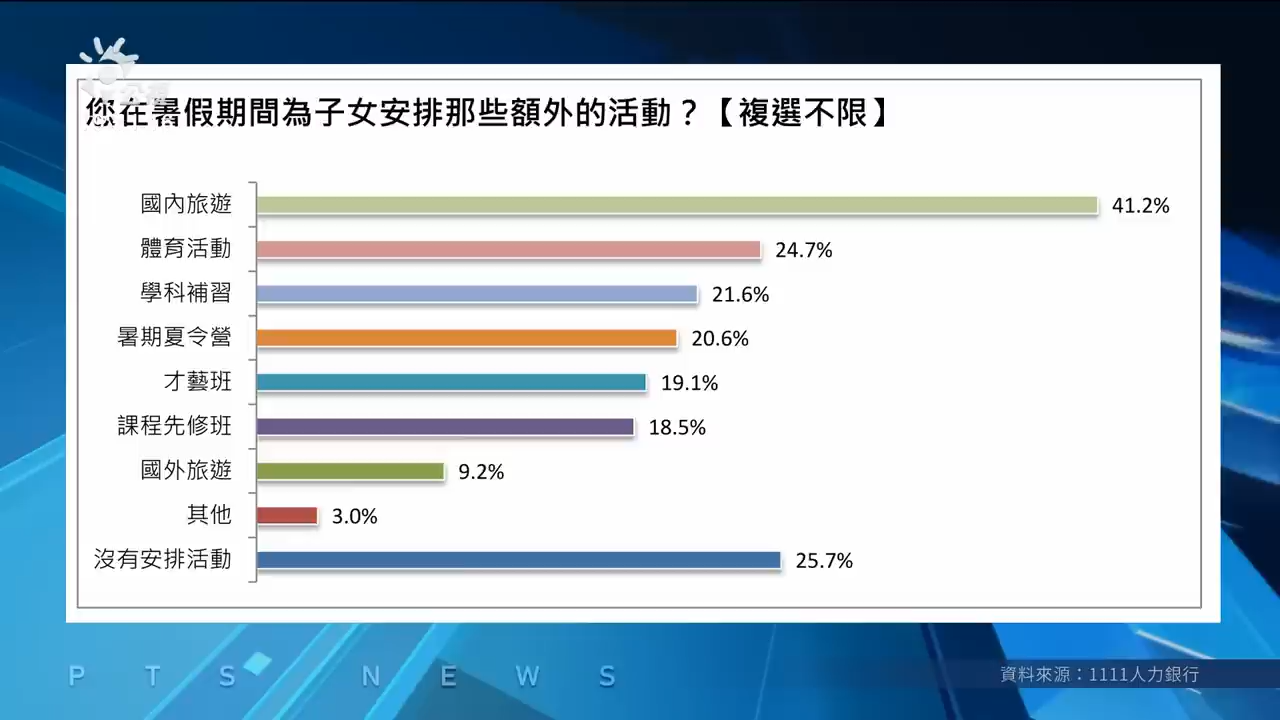 公視
您在暑假期間為子女安排那些額外的活動？【複選不限】
國內旅遊 41.2%
體育活動 24.7%
學科補習 21.6%
暑期夏令營 20.6%
才藝班 19.1%
課程先修班 18.5%
國外旅遊 9.2%
其他 3.0%
沒有安排活動 25.7%
PTS NEWS
資料來源：1111人力銀行